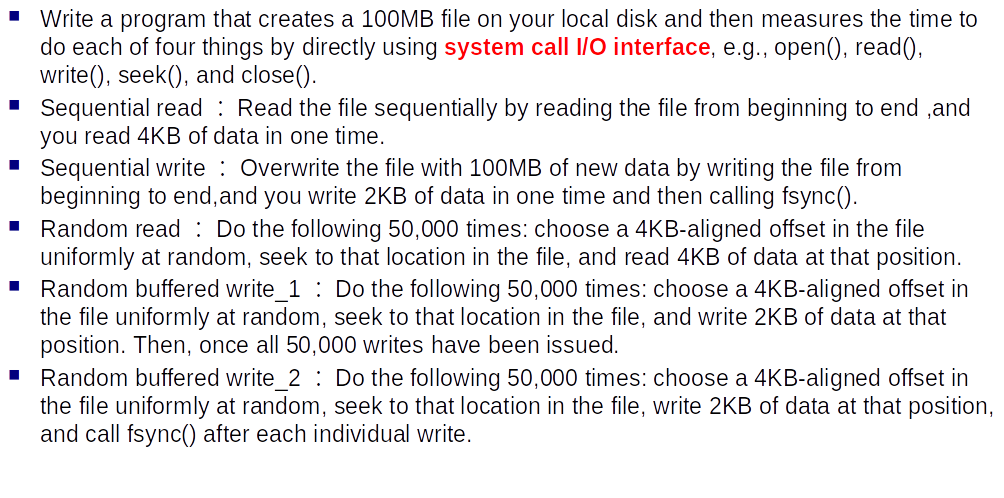 Write a program that creates a 100MB file on your local disk and then measures the time to
do each of four things by directly using system call I/O interface, e.g., open(), read(),
write(), seek(), and close().
Sequential read ： Read the file sequentially by reading the file from beginning to end ,and
you read 4KB of data in one time.
Sequential write ： Overwrite the file with 100MB of new data by writing the file from
beginning to end,and you write 2KB of data in one time and then calling fsync().
Random read ： Do the following 50,000 times: choose a 4KB-aligned offset in the file
uniformly at random, seek to that location in the file, and read 4KB of data at that position.
Random buffered write_1 ： Do the following 50,000 times: choose a 4KB-aligned offset in
the file uniformly at random, seek to that location in the file, and write 2KB of data at that
position. Then, once all 50,000 writes have been issued.
Random buffered write_2 ： Do the following 50,000 times: choose a 4KB-aligned offset in
the file uniformly at random, seek to that location in the file, write 2KB of data at that position,
and call fsync() after each individual write.